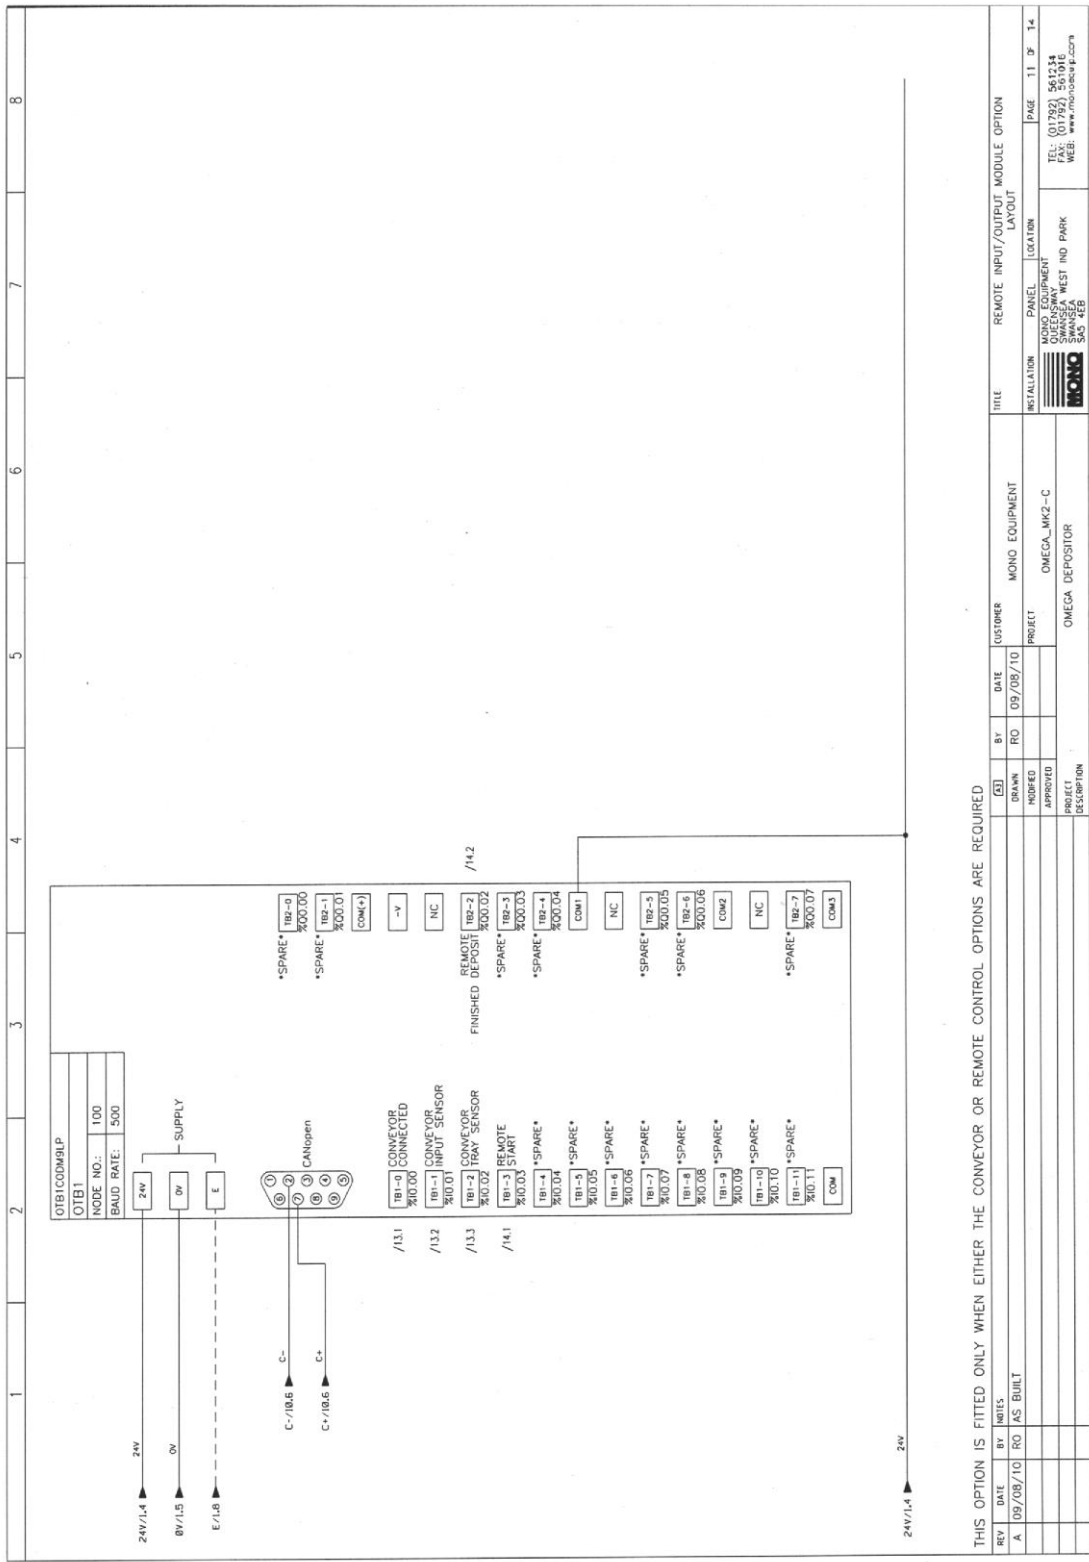 1 2 3 4 5 6 7 8
OTB1C0DM9LP
OTB1
NODE NO.: 100
BAUD RATE: 500
24V/1.4 24V 24V
0V/1.5 0V 0V
E/1.8 E
SUPPLY
C-/10.6 C-
C+/10.6 C+
CANopen
1 2 3 4 5
6 7 8 9
/13.1 TB1-0 CONVEYOR CONNECTED
%I0.00
/13.2 TB1-1 CONVEYOR INPUT SENSOR
%I0.01
/13.3 TB1-2 CONVEYOR TRAY SENSOR
%I0.02
/14.1 TB1-3 REMOTE START
%I0.03
TB1-4 *SPARE*
%I0.04
TB1-5 *SPARE*
%I0.05
TB1-6 *SPARE*
%I0.06
TB1-7 *SPARE*
%I0.07
TB1-8 *SPARE*
%I0.08
TB1-9 *SPARE*
%I0.09
TB1-10 *SPARE*
%I0.10
TB1-11 *SPARE*
%I0.11
COM
*SPARE* TB2-0
%Q0.00
*SPARE* TB2-1
%Q0.01
COM(+)
-V
NC
REMOTE
FINISHED DEPOSIT
TB2-2 /14.2
%Q0.02
*SPARE* TB2-3
%Q0.03
*SPARE* TB2-4
%Q0.04
COM1
NC
*SPARE* TB2-5
%Q0.05
*SPARE* TB2-6
%Q0.06
COM2
NC
*SPARE* TB2-7
%Q0.07
COM3
24V/1.4 24V
THIS OPTION IS FITTED ONLY WHEN EITHER THE CONVEYOR OR REMOTE CONTROL OPTIONS ARE REQUIRED
REV DATE BY NOTES
A 09/08/10 RO AS BUILT
A3 BY DATE
DRAWN RO 09/08/10
MODIFIED
APPROVED
CUSTOMER MONO EQUIPMENT
PROJECT OMEGA_MK2-C
PROJECT DESCRIPTION OMEGA DEPOSITOR
TITLE REMOTE INPUT/OUTPUT MODULE OPTION
LAYOUT
INSTALLATION PANEL LOCATION PAGE 11 OF 14
MONO
MONO EQUIPMENT
QUEENSWAY
SWANSEA WEST IND PARK
SWANSEA
SA5 4EB
TEL: (01792) 561234
FAX: (01792) 561016
WEB: www.monoequip.com